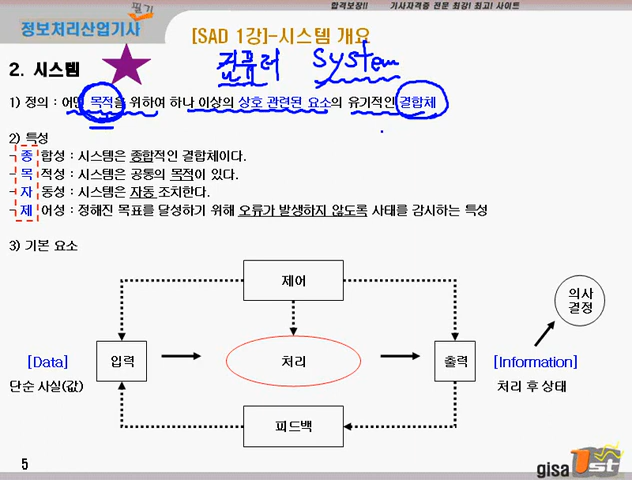 합격보장!! 기사자격증 전문 최강! 최고! 사이트
필기
정보처리산업기사
[SAD 1강]-시스템 개요
컴퓨터 System
2. 시스템
1) 정의 : 어떤 목적을 위하여 하나 이상의 상호 관련된 요소의 유기적인 결합체
2) 특성
- 종 합성 : 시스템은 종합적인 결합체이다.
- 목 적성 : 시스템은 공통의 목적이 있다.
- 자 동성 : 시스템은 자동 조치한다.
- 제 어성 : 정해진 목표를 달성하기 위해 오류가 발생하지 않도록 사태를 감시하는 특성
3) 기본 요소
제어
의사
결정
[Data] 입력 처리 출력 [Information]
단순 사실(값) 처리 후 상태
피드백
5
gisa 1st